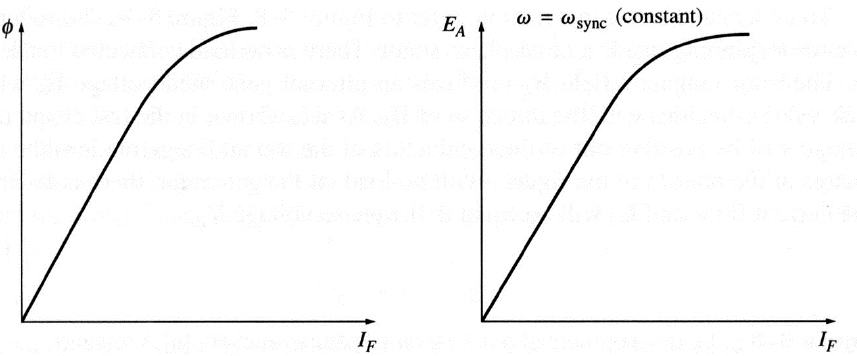 ϕ
E_A
ω = ω_sync (constant)
I_F
I_F